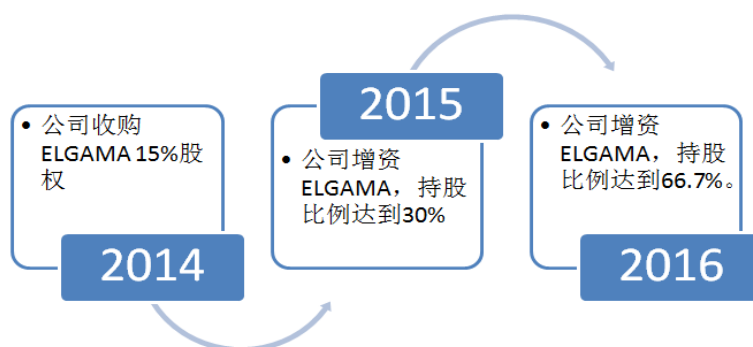 • 公司收购
ELGAMA 15%股
权
2014
2015
• 公司增资
ELGAMA，持股
比例达到30%
• 公司增资
ELGAMA，持股
比例达到66.7%。
2016